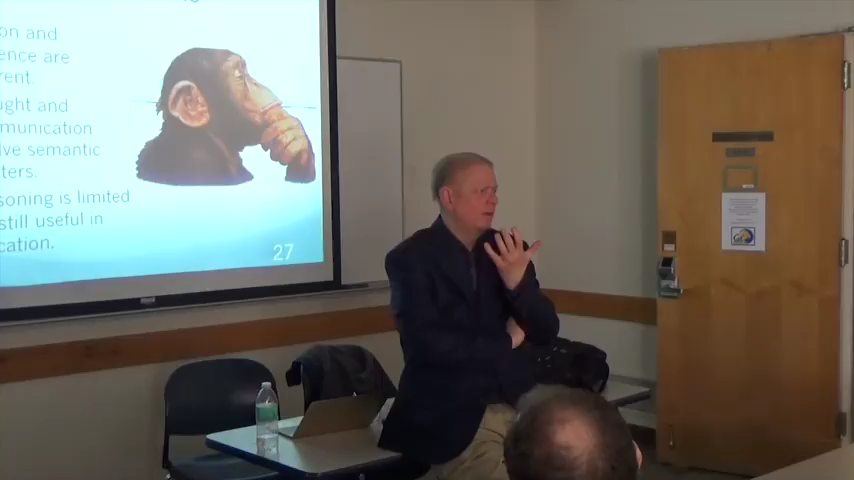 on and
ence are
rent.
ught and
munication
lve semantic
ters.
soning is limited
still useful in
cation.
27